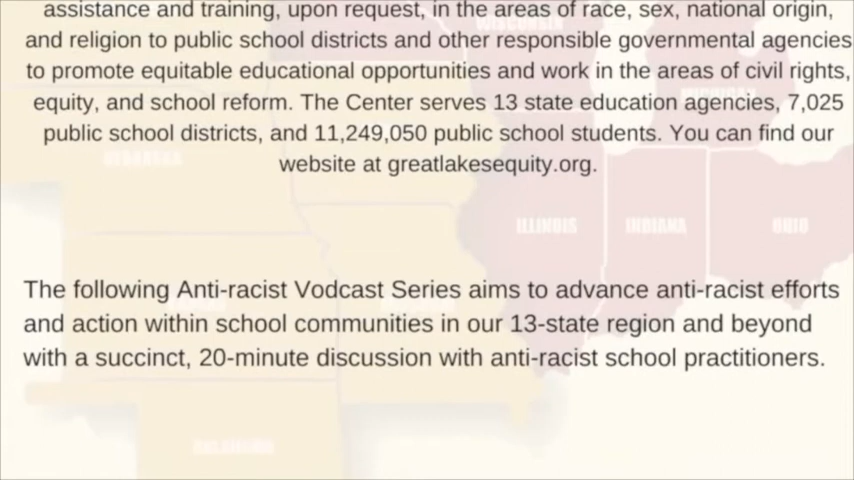 assistance and training, upon request, in the areas of race, sex, national origin,
and religion to public school districts and other responsible governmental agencies
to promote equitable educational opportunities and work in the areas of civil rights,
equity, and school reform. The Center serves 13 state education agencies, 7,025
public school districts, and 11,249,050 public school students. You can find our
website at greatlakesequity.org.
ILLINOIS INDIANA OHIO
The following Anti-racist Vodcast Series aims to advance anti-racist efforts
and action within school communities in our 13-state region and beyond
with a succinct, 20-minute discussion with anti-racist school practitioners.